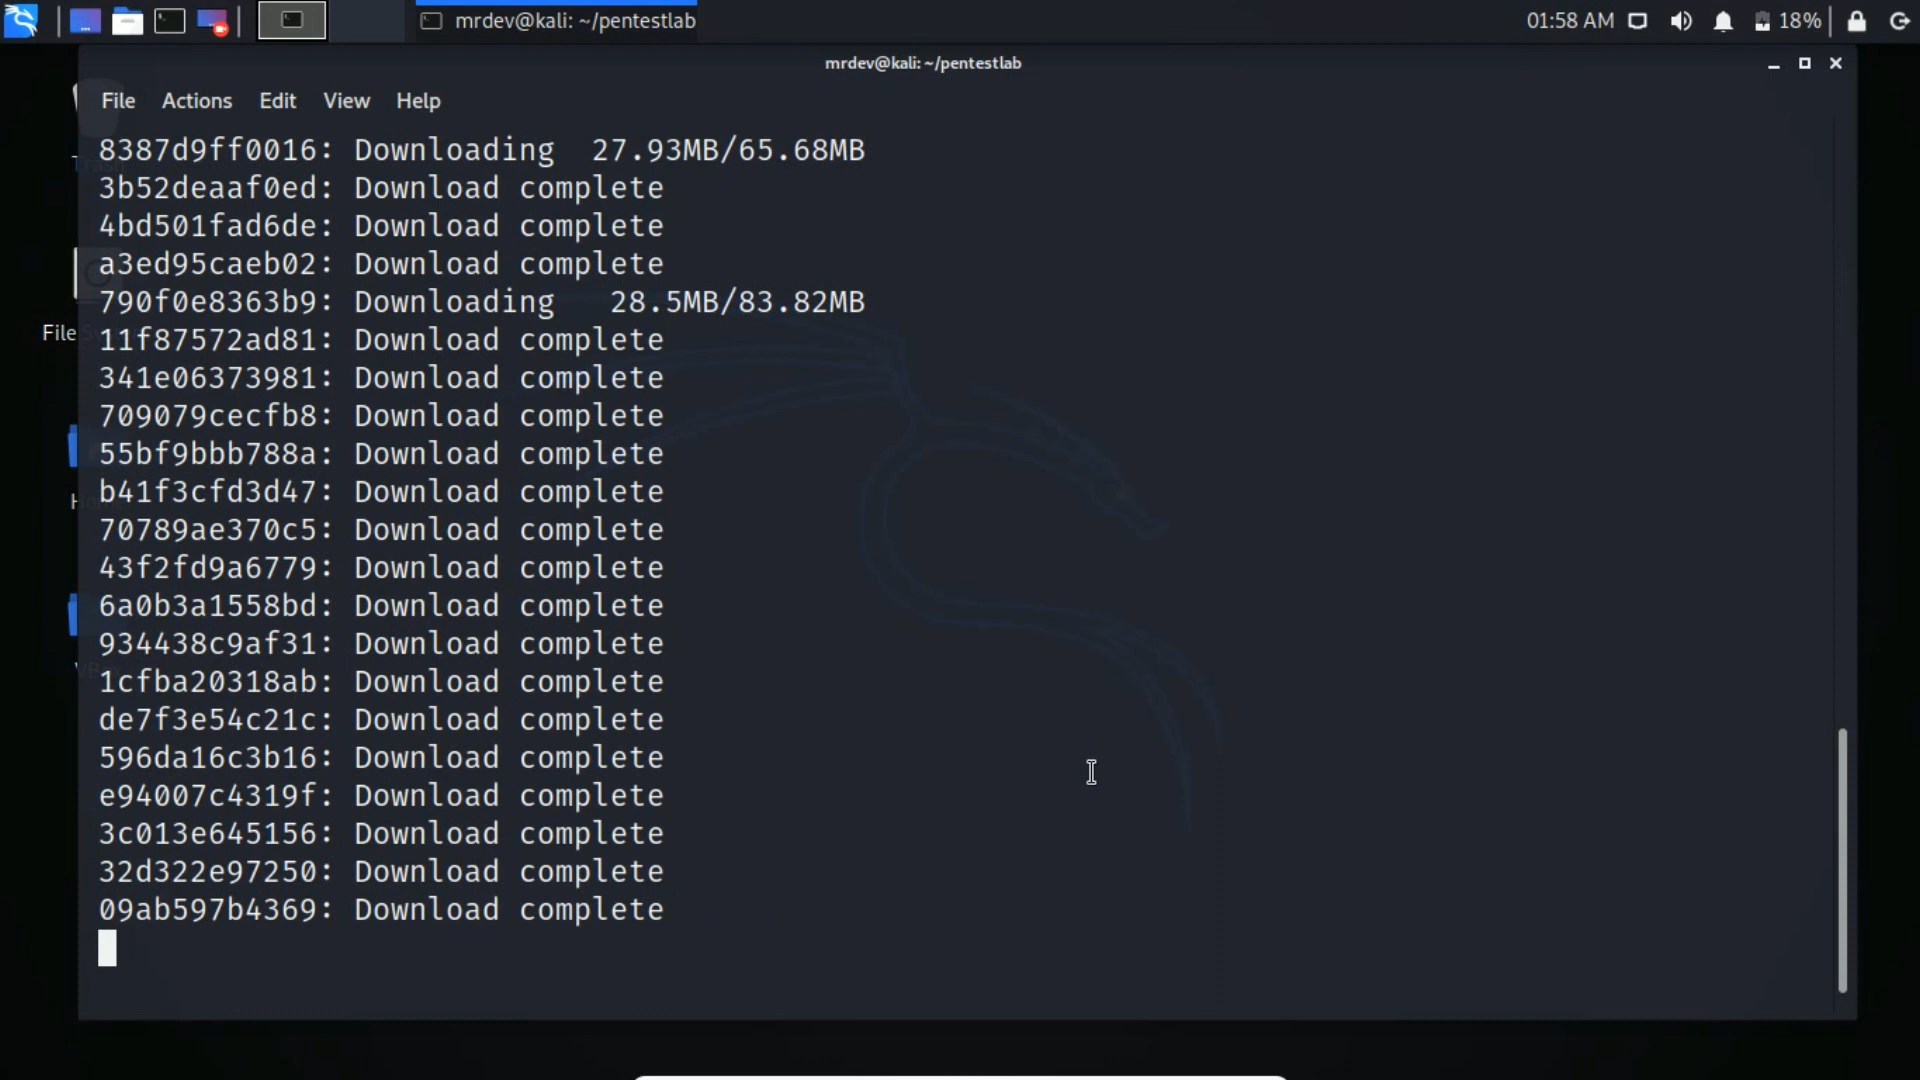 mrdev@kali: ~/pentestlab
01:58 AM
18%
mrdev@kali: ~/pentestlab
File Actions Edit View Help
8387d9ff0016: Downloading 27.93MB/65.68MB
3b52deaaf0ed: Download complete
4bd501fad6de: Download complete
a3ed95caeb02: Download complete
790f0e8363b9: Downloading 28.5MB/83.82MB
File
11f87572ad81: Download complete
341e06373981: Download complete
709079cecfb8: Download complete
55bf9bbb788a: Download complete
b41f3cfd3d47: Download complete
70789ae370c5: Download complete
43f2fd9a6779: Download complete
6a0b3a1558bd: Download complete
934438c9af31: Download complete
1cfba20318ab: Download complete
de7f3e54c21c: Download complete
596da16c3b16: Download complete
e94007c4319f: Download complete
3c013e645156: Download complete
32d322e97250: Download complete
09ab597b4369: Download complete